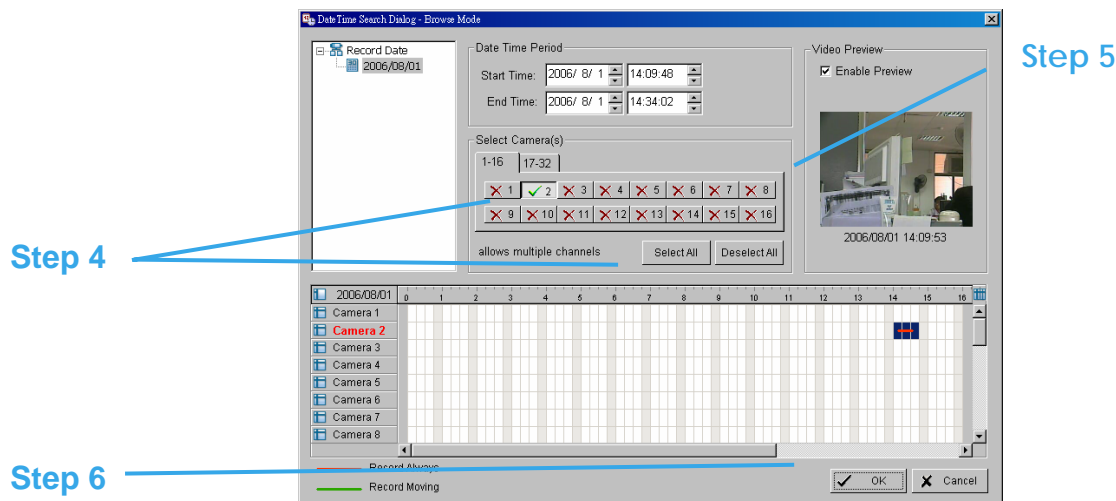 DateTime Search Dialog - Browse Mode
Record Date
2006/08/01
Date Time Period
Start Time: 2006/ 8/ 1 14:09:48
End Time: 2006/ 8/ 1 14:34:02
Select Camera(s)
1-16 17-32
1 2 3 4 5 6 7 8
9 10 11 12 13 14 15 16
allows multiple channels Select All Deselect All
Video Preview
Enable Preview
2006/08/01 14:09:53
Step 5
Step 4
2006/08/01 0 1 2 3 4 5 6 7 8 9 10 11 12 13 14 15 16
Camera 1
Camera 2
Camera 3
Camera 4
Camera 5
Camera 6
Camera 7
Camera 8
Step 6
Record Always
Record Moving
OK Cancel